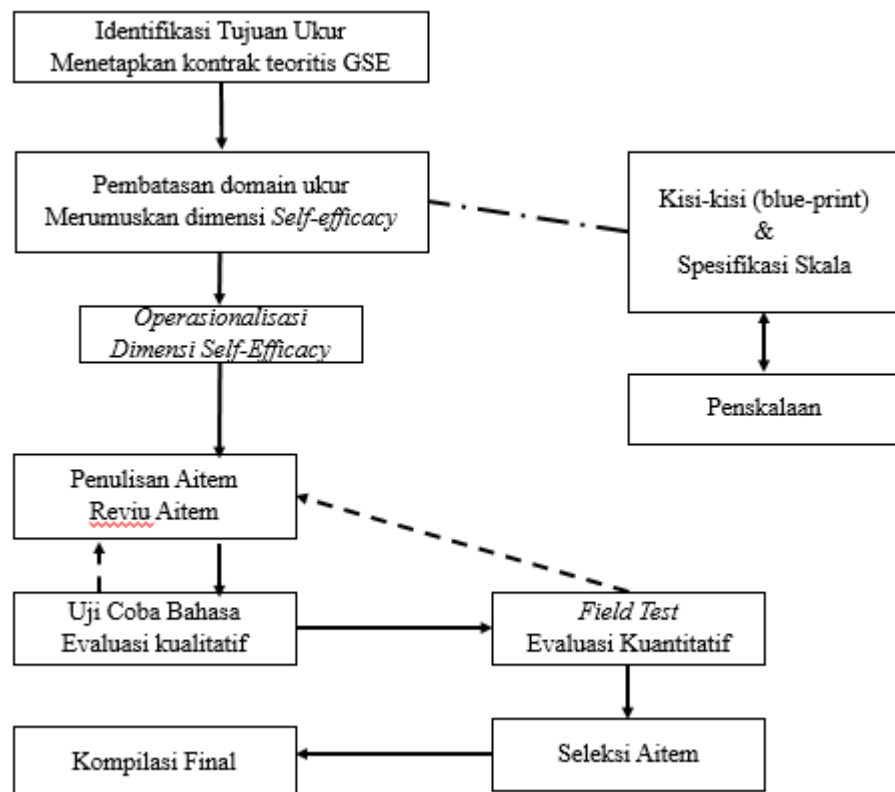 Identifikasi Tujuan Ukur
Menetapkan kontrak teoritis GSE
Pembatasan domain ukur
Merumuskan dimensi Self-efficacy
Kisi-kisi (blue-print)
&
Spesifikasi Skala
Operasionalisasi
Dimensi Self-Efficacy
Penskalaan
Penulisan Aitem
Reviu Aitem
Uji Coba Bahasa
Evaluasi kualitatif
Field Test
Evaluasi Kuantitatif
Kompilasi Final
Seleksi Aitem